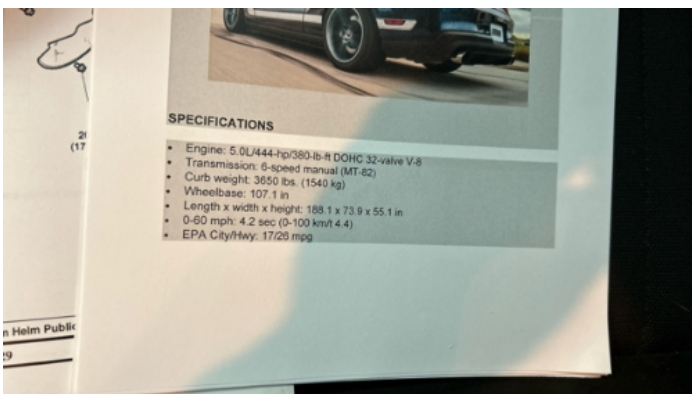 SPECIFICATIONS
• Engine: 5.0L/444-hp/380-lb-ft DOHC 32-valve V-8
• Transmission: 6-speed manual (MT-82)
• Curb weight: 3650 lbs. (1540 kg)
• Wheelbase: 107.1 in
• Length x width x height: 188.1 x 73.9 x 55.1 in
• 0-60 mph: 4.2 sec (0-100 km/t 4.4)
• EPA City/Hwy: 17/26 mpg
(17
Helm Public
29